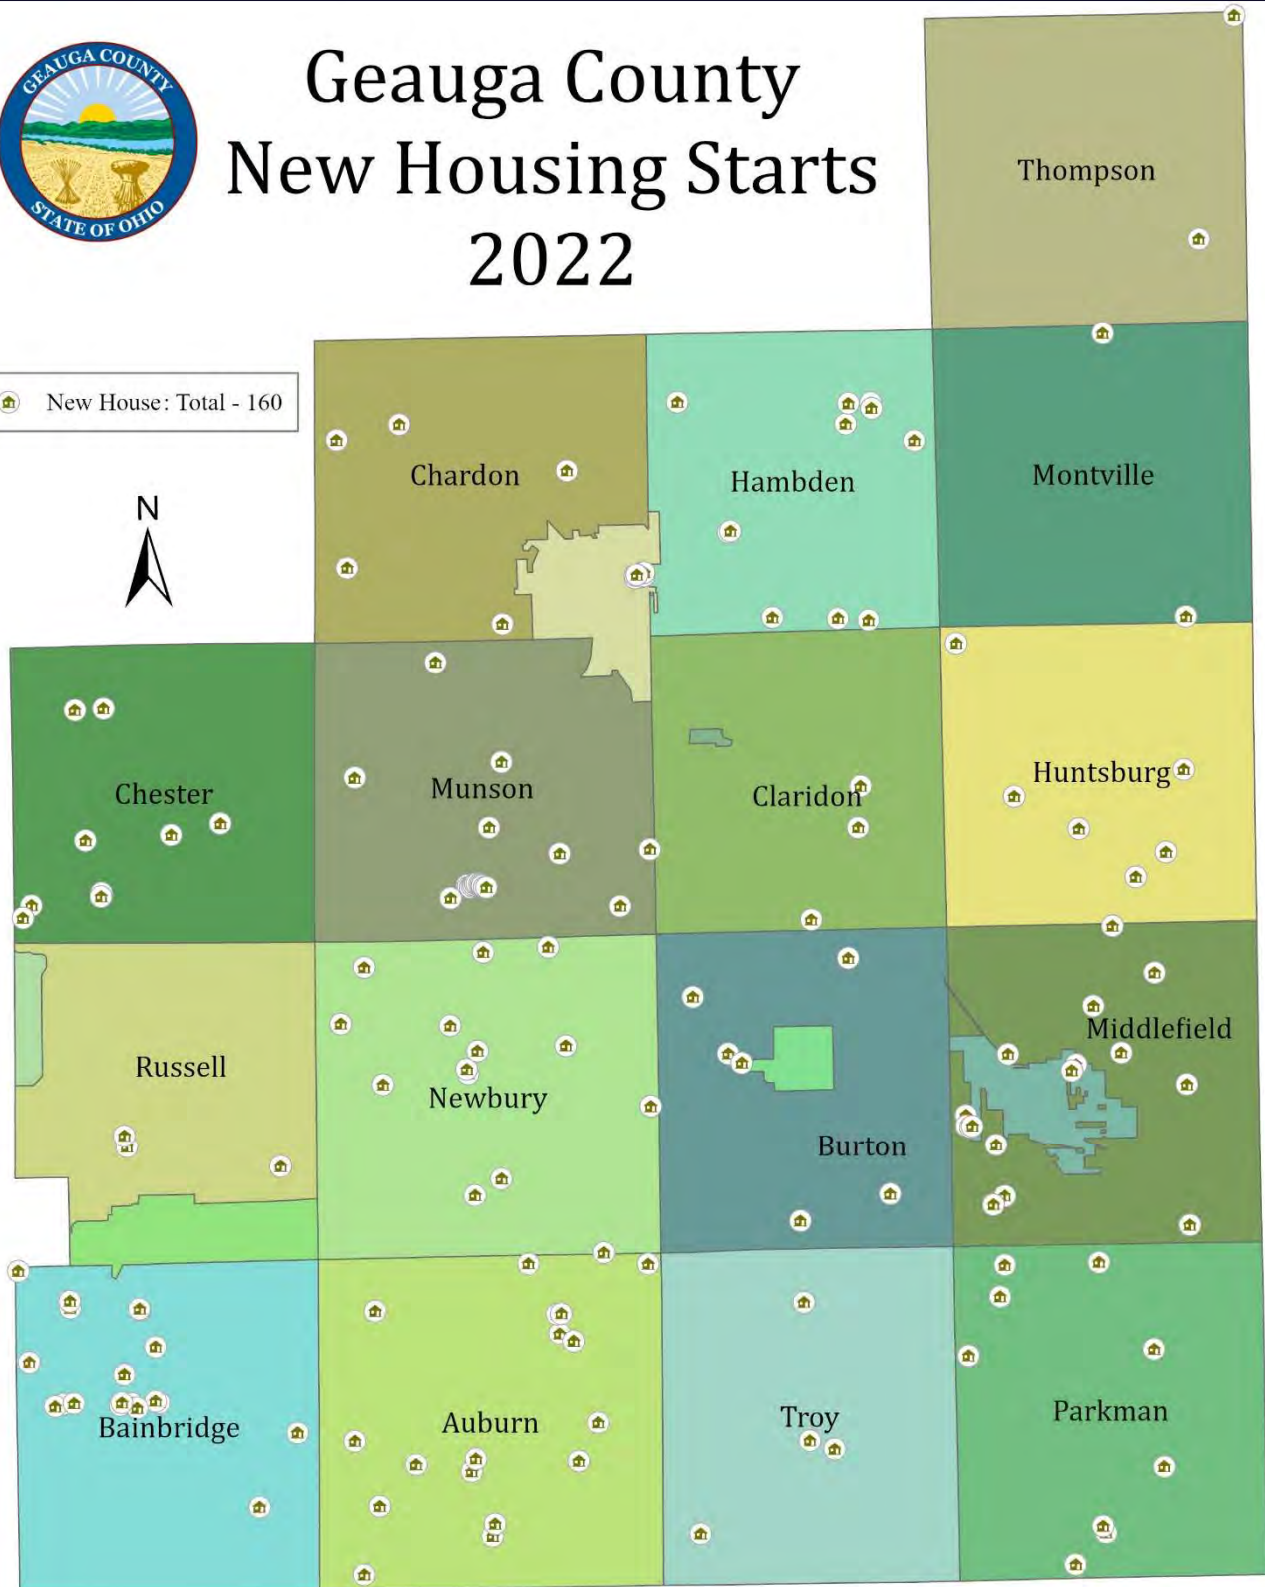 GEAUGA COUNTY
STATE OF OHIO
Geauga County
New Housing Starts
2022
New House: Total - 160
N
Thompson
Chardon
Hambden
Montville
Chester
Munson
Claridon
Huntsburg
Russell
Newbury
Burton
Middlefield
Bainbridge
Auburn
Troy
Parkman